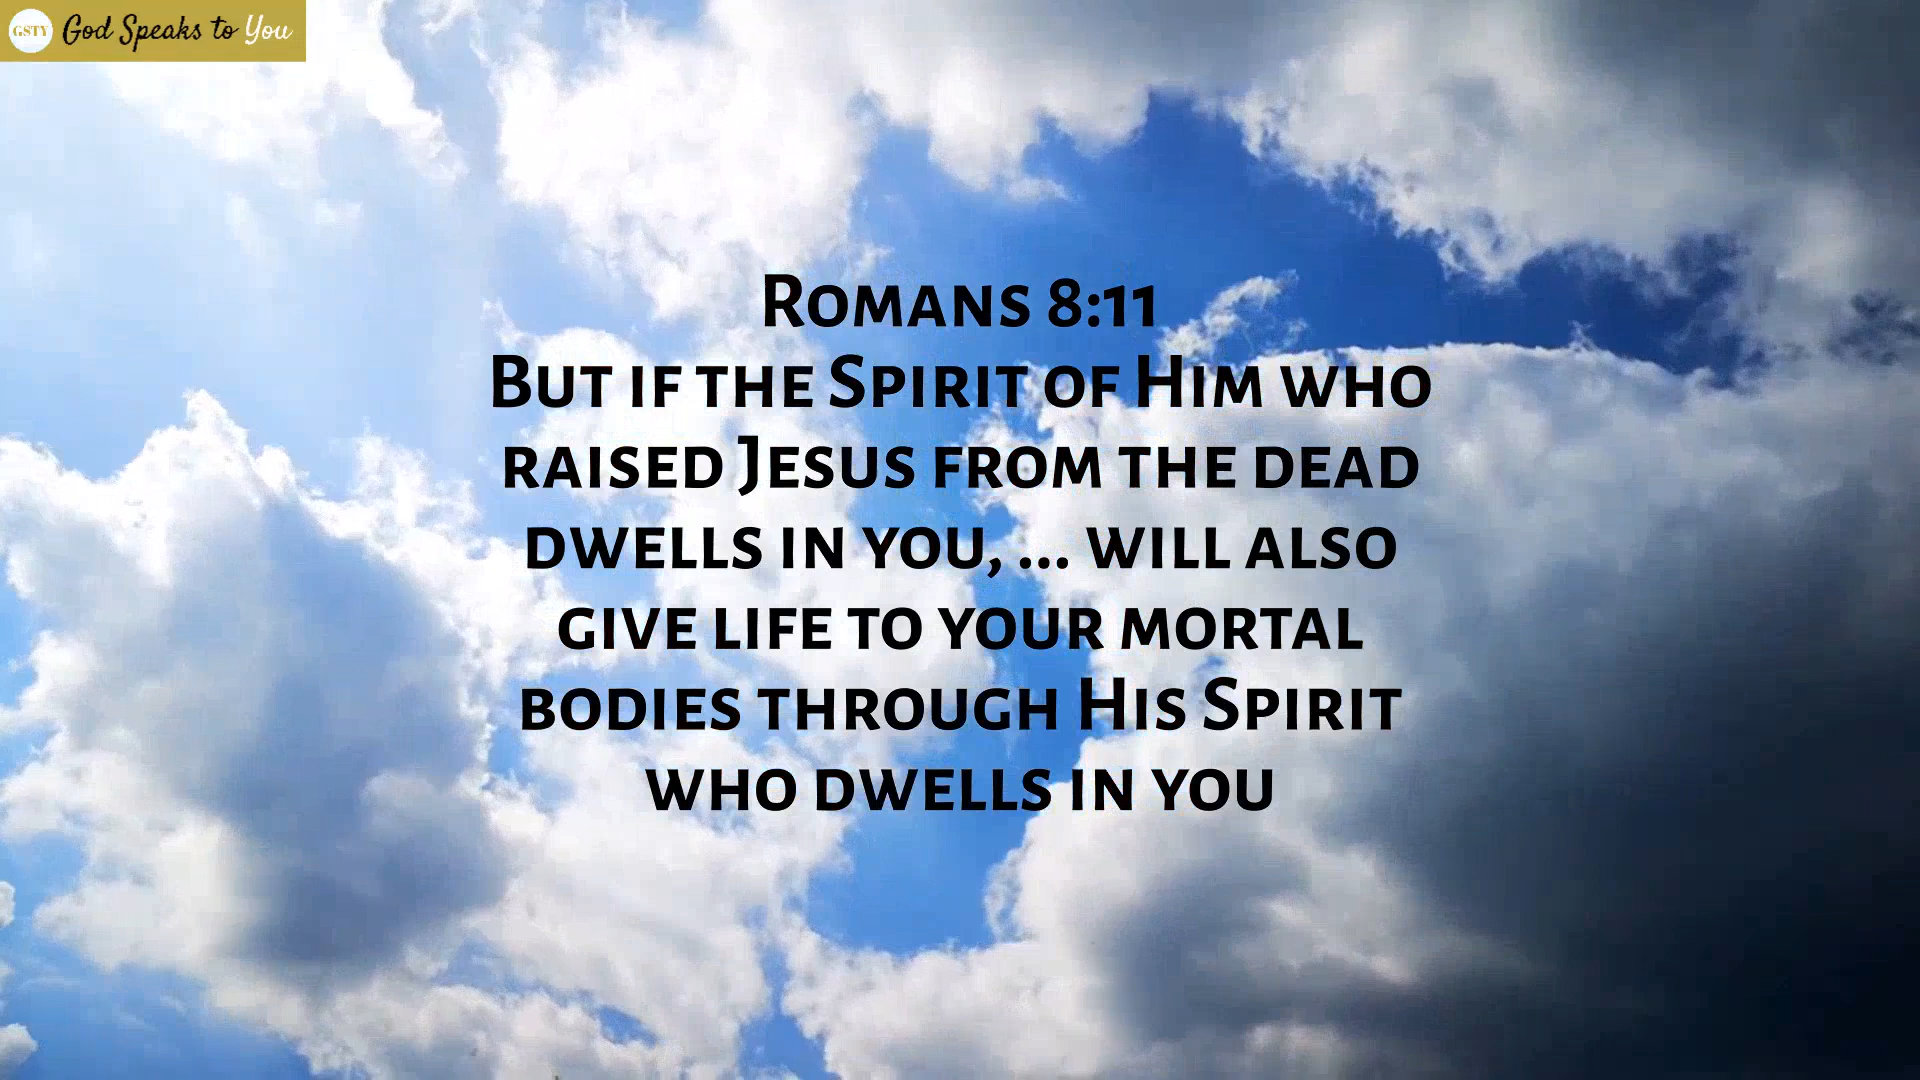 GSTY God Speaks to You
Romans 8:11
But if the Spirit of Him who
raised Jesus from the dead
dwells in you, ... will also
give life to your mortal
bodies through His Spirit
who dwells in you